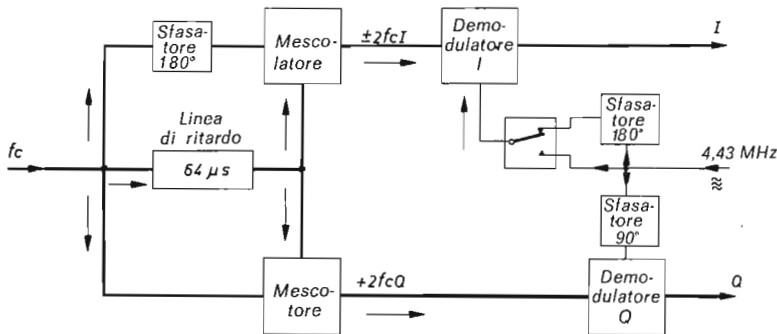 Sfasa-
tore
180°
Mesco-
latore
±2fcI
Demo-
dulatore
I
I
Linea
di ritardo
64 µs
fc
Sfasa-
tore
180°
4,43 MHz
≈
Sfasa-
tore
90°
Mesco-
tore
+2fcQ
Demo-
dulatore
Q
Q